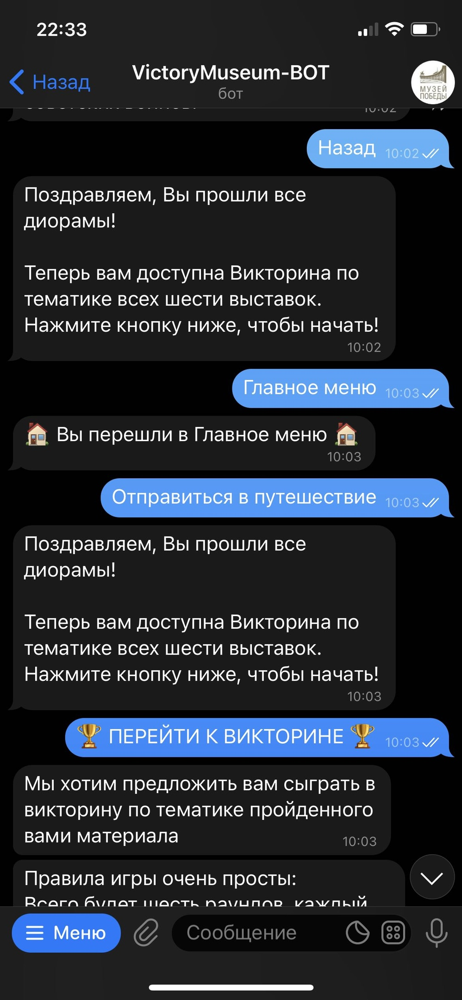 22:33
Назад
VictoryMuseum-BOT
бот
МУЗЕЙ
ПОБЕДЫ
10:02
Назад 10:02
Поздравляем, Вы прошли все
диорамы!
Теперь вам доступна Викторина по
тематике всех шести выставок.
Нажмите кнопку ниже, чтобы начать!
10:02
Главное меню 10:03
Вы перешли в Главное меню
10:03
Отправиться в путешествие 10:03
Поздравляем, Вы прошли все
диорамы!
Теперь вам доступна Викторина по
тематике всех шести выставок.
Нажмите кнопку ниже, чтобы начать!
10:03
🏆 ПЕРЕЙТИ К ВИКТОРИНЕ 🏆 10:03
Мы хотим предложить вам сыграть в
викторину по тематике пройденного
вами материала 10:03
Правила игры очень просты:
Всего будет шесть раундов, каждый
Меню
Сообщение